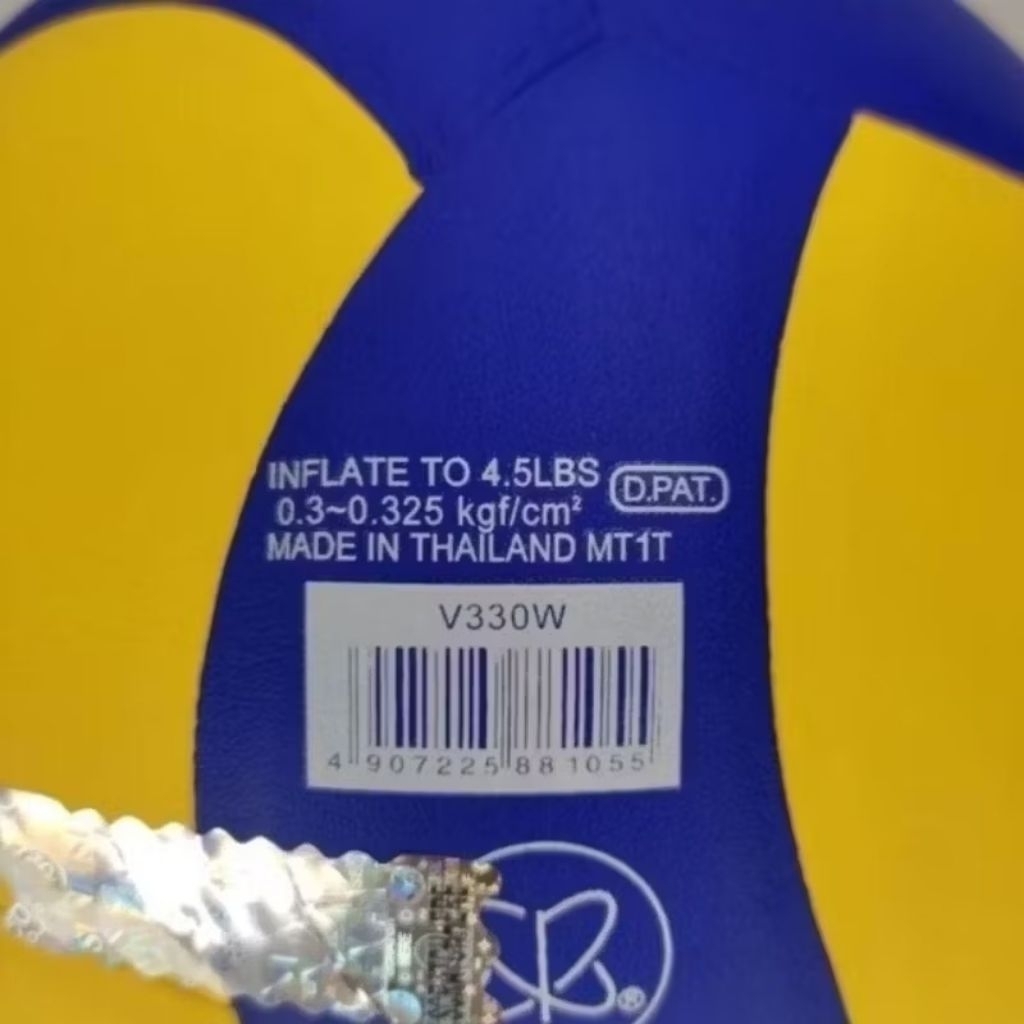 INFLATE TO 4.5LBS D.PAT.
0.3~0.325 kgf/cm²
MADE IN THAILAND MT1T
V330W
4 907225 881055
®